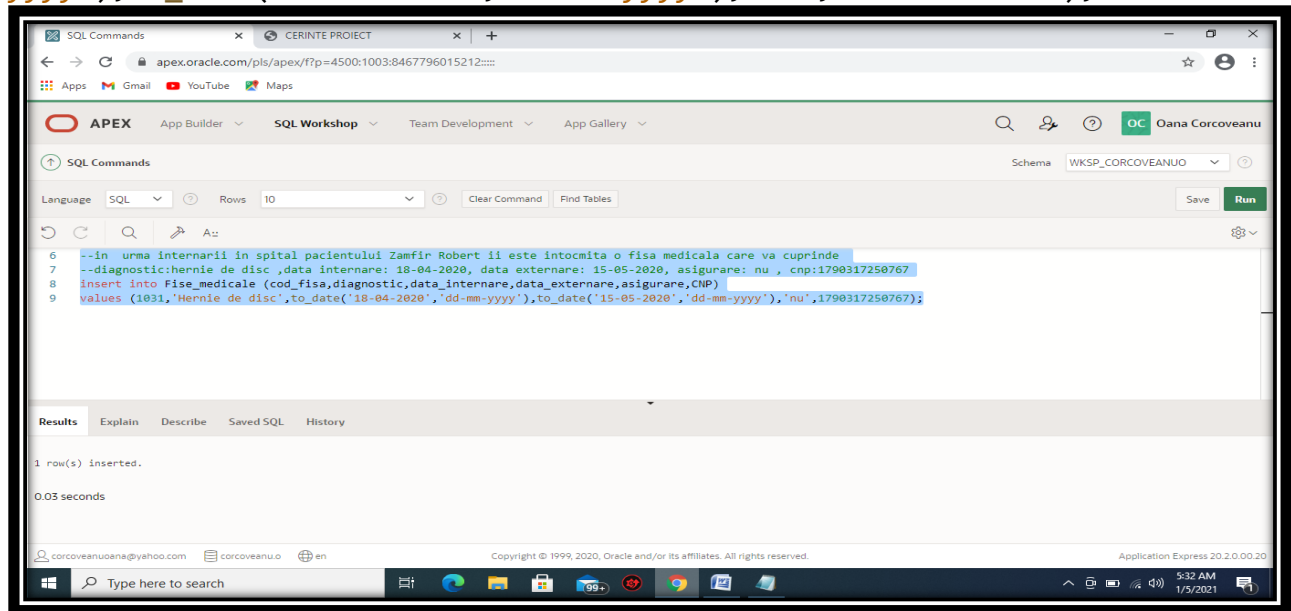 SQL Commands CERINTE PROIECT
apex.oracle.com/pls/apex/f?p=4500:1003:8467796015212:::::
Apps Gmail YouTube Maps
APEX App Builder SQL Workshop Team Development App Gallery OC Oana Corcoveanu
SQL Commands Schema WKSP_CORCOVEANUO
Language SQL Rows 10 Clear Command Find Tables Save Run
6 --in urma internarii in spital pacientului Zamfir Robert ii este intocmita o fisa medicala care va cuprinde
7 --diagnostic:hernie de disc ,data internare: 18-04-2020, data externare: 15-05-2020, asigurare: nu , cnp:1790317250767
8 insert into Fise_medicale (cod_fisa,diagnostic,data_internare,data_externare,asigurare,CNP)
9 values (1031,'Hernie de disc',to_date('18-04-2020','dd-mm-yyyy'),to_date('15-05-2020','dd-mm-yyyy'),'nu',1790317250767);
Results Explain Describe Saved SQL History
1 row(s) inserted.
0.03 seconds
corcoveanuoana@yahoo.com corcoveanu.o en Copyright © 1999, 2020, Oracle and/or its affiliates. All rights reserved. Application Express 20.2.0.00.20
Type here to search 99+ 5:32 AM
1/5/2021